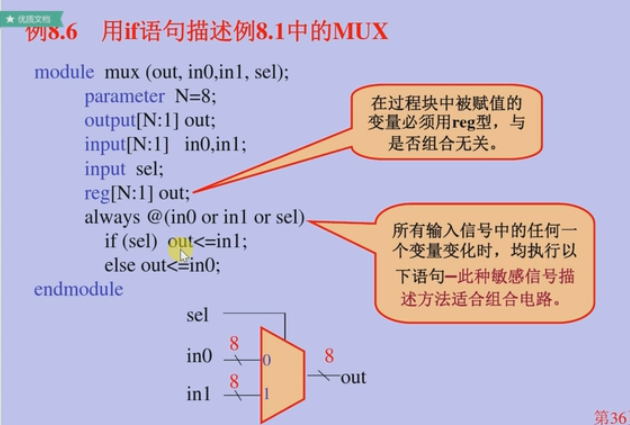 优质文档
例8.6 用if语句描述例8.1中的MUX
module mux (out, in0,in1, sel);
parameter N=8;
output[N:1] out;
input[N:1] in0,in1;
input sel;
reg[N:1] out;
always @(in0 or in1 or sel)
if (sel) out<=in1;
else out<=in0;
endmodule
在过程块中被赋值的
变量必须用reg型，与
是否组合无关。
所有输入信号中的任何一
个变量变化时，均执行以
下语句—此种敏感信号描
述方法适合组合电路。
sel
in0 8 0
in1 8 1
8 out
第36